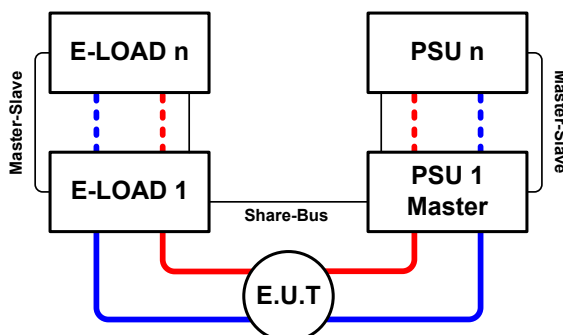 E-LOAD n
PSU n
Master-Slave
Master-Slave
E-LOAD 1
PSU 1
Master
Share-Bus
E.U.T